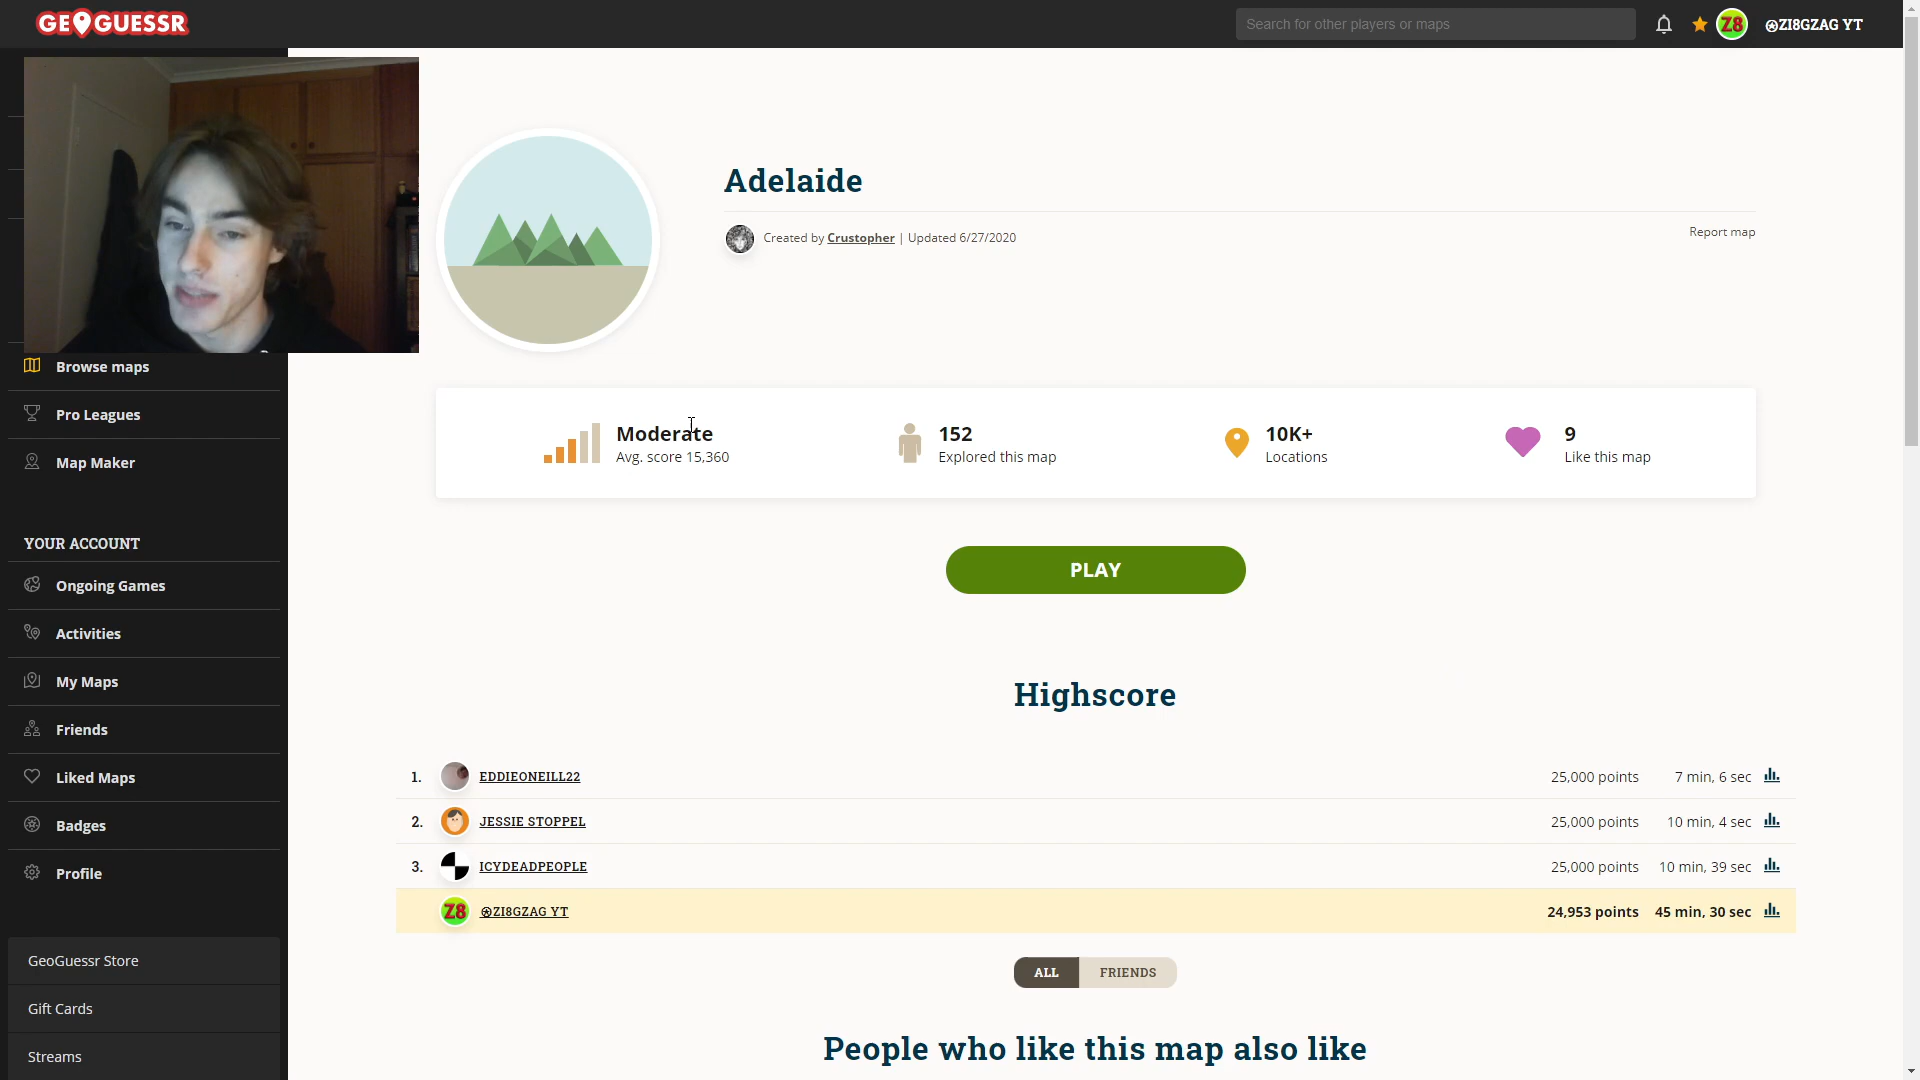 GEOGUESSR
Search for other players or maps
Z8
@ZI8GZAG YT
Adelaide
Created by Crustopher | Updated 6/27/2020
Report map
Browse maps
Pro Leagues
Map Maker
YOUR ACCOUNT
Ongoing Games
Activities
My Maps
Friends
Liked Maps
Badges
Profile
GeoGuessr Store
Gift Cards
Streams
Moderate
Avg. score 15,360
152
Explored this map
10K+
Locations
9
Like this map
PLAY
Highscore
1. EDDIEONEILL22 25,000 points 7 min, 6 sec
2. JESSIE STOPPEL 25,000 points 10 min, 4 sec
3. ICYDEADPEOPLE 25,000 points 10 min, 39 sec
Z8 @ZI8GZAG YT 24,953 points 45 min, 30 sec
ALL FRIENDS
People who like this map also like